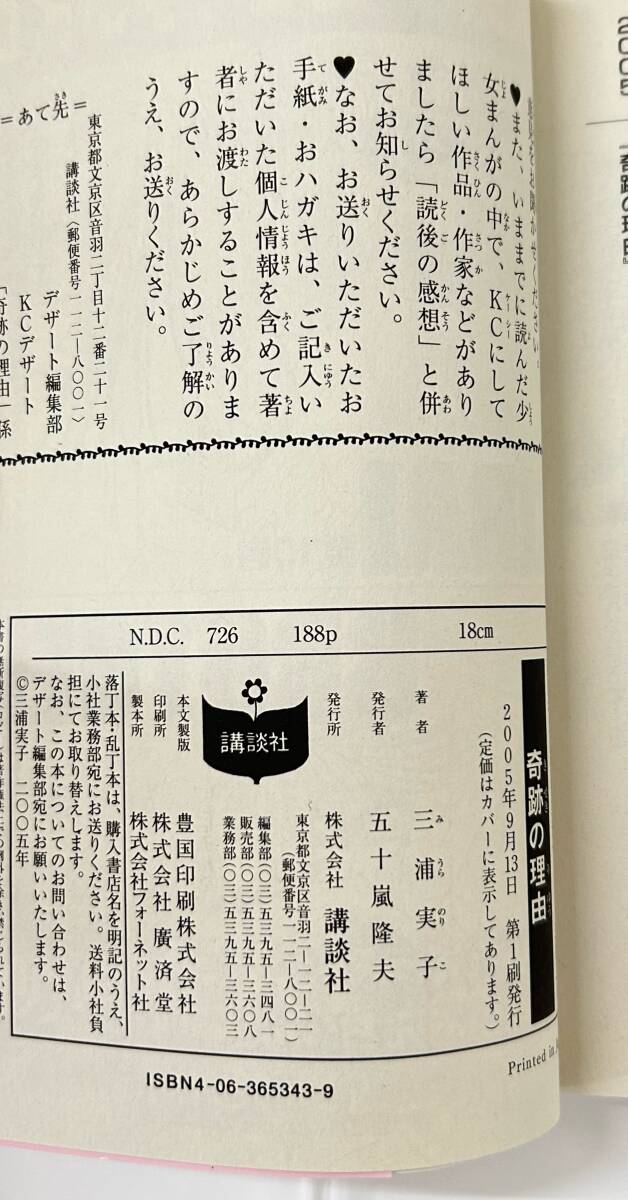 2005
『奇跡の理由』
♥また、いままでに読んだ少
女まんがの中で、KCにして
ほしい作品・作家などがあり
ましたら「読後の感想」と併
せてお知らせください。
♥なお、お送りいただいたお
手紙・おハガキは、ご記入い
ただいた個人情報を含めて著
者にお渡しすることがありま
すので、あらかじめご了解の
うえ、お送りください。
=あて先=
東京都文京区音羽二丁目十二番二十一号
講談社〈郵便番号一一二-八〇〇一〉
デザート編集部
KCデザート
「奇跡の理由」係
N.D.C. 726 188p 18cm
奇跡の理由
2005年9月13日 第1刷発行
(定価はカバーに表示してあります。)
著者 三浦実子
発行者 五十嵐隆夫
発行所 株式会社 講談社
東京都文京区音羽二-一二-二一
(郵便番号一一二-八〇〇一)
編集部(〇三)五三九五-三四八一
販売部(〇三)五三九五-三六〇八
業務部(〇三)五三九五-三六〇三
講談社
本文製版 豊国印刷株式会社
印刷所 株式会社廣済堂
製本所 株式会社フォーネット社
落丁本・乱丁本は、購入書店名を明記のうえ、
小社業務部宛にお送りください。送料小社負
担にてお取り替えします。
なお、この本についてのお問い合わせは、
デザート編集部宛にお願いいたします。
©三浦実子 二〇〇五年
Printed in
ISBN4-06-365343-9